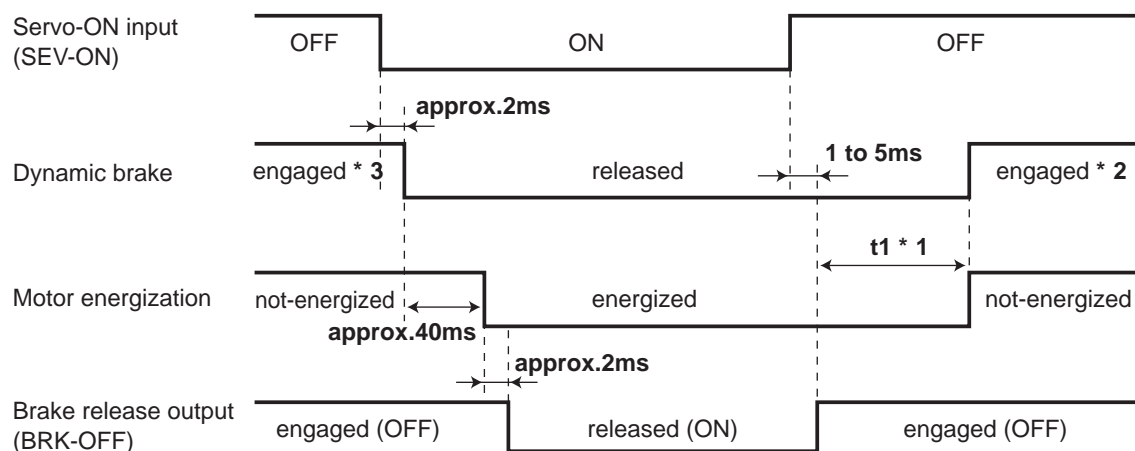 Servo-ON input
(SEV-ON)
OFF
ON
OFF
approx.2ms
1 to 5ms
Dynamic brake
engaged * 3
released
engaged * 2
t1 * 1
Motor energization
not-energized
energized
not-energized
approx.40ms
approx.2ms
Brake release output
(BRK-OFF)
engaged (OFF)
released (ON)
engaged (OFF)